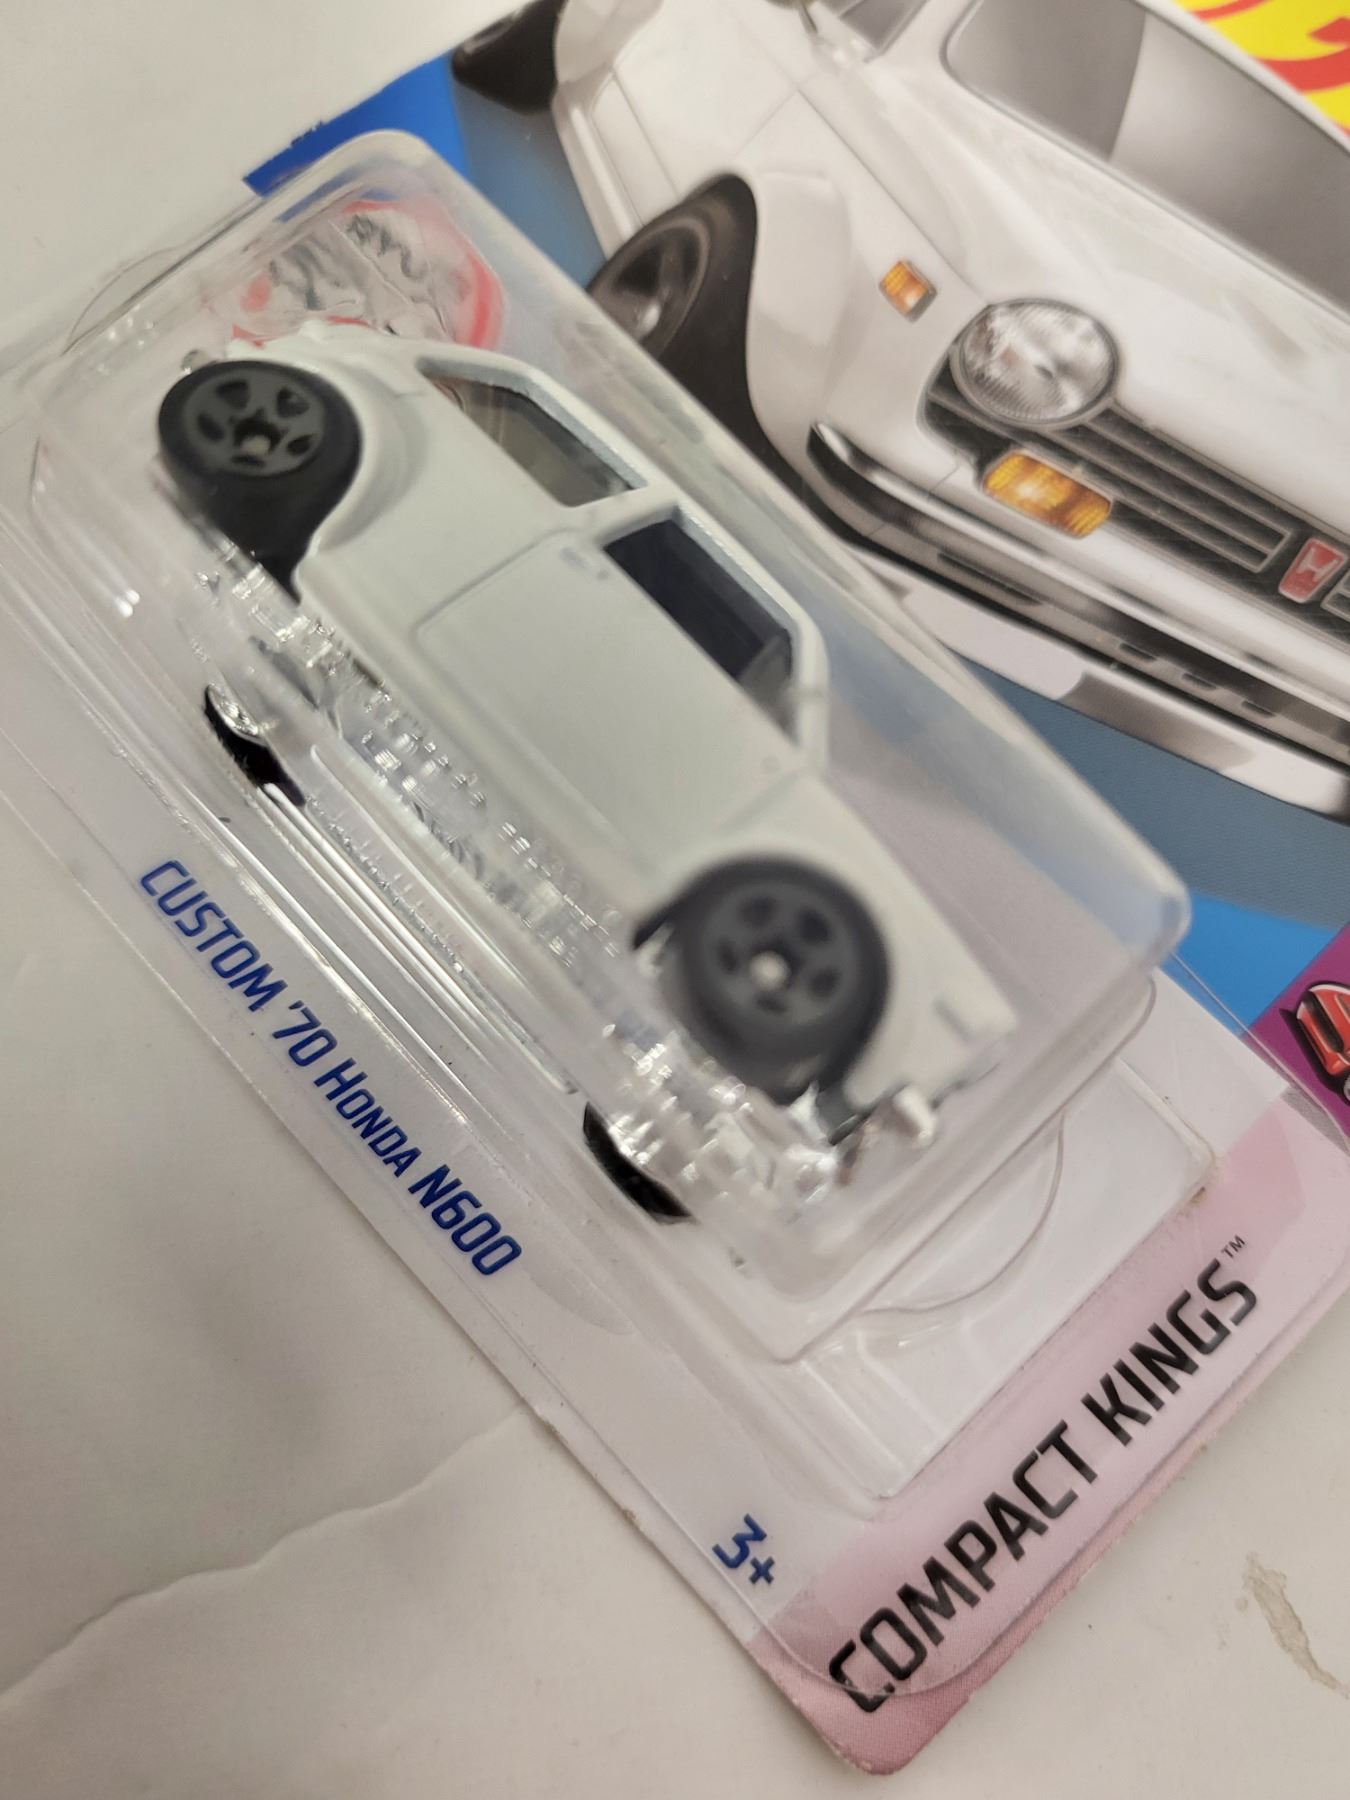 CUSTOM '70 HONDA N600
3+
COMPACT KINGS™